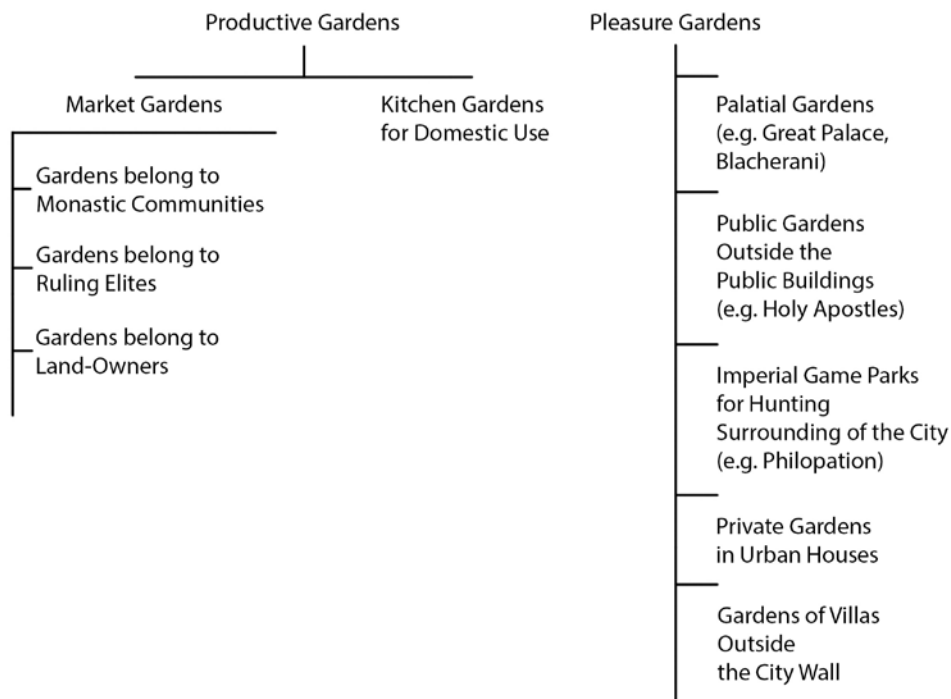 Productive Gardens
Market Gardens
Gardens belong to
Monastic Communities
Gardens belong to
Ruling Elites
Gardens belong to
Land-Owners
Kitchen Gardens
for Domestic Use
Pleasure Gardens
Palatial Gardens
(e.g. Great Palace,
Blacherani)
Public Gardens
Outside the
Public Buildings
(e.g. Holy Apostles)
Imperial Game Parks
for Hunting
Surrounding of the City
(e.g. Philopation)
Private Gardens
in Urban Houses
Gardens of Villas
Outside
the City Wall